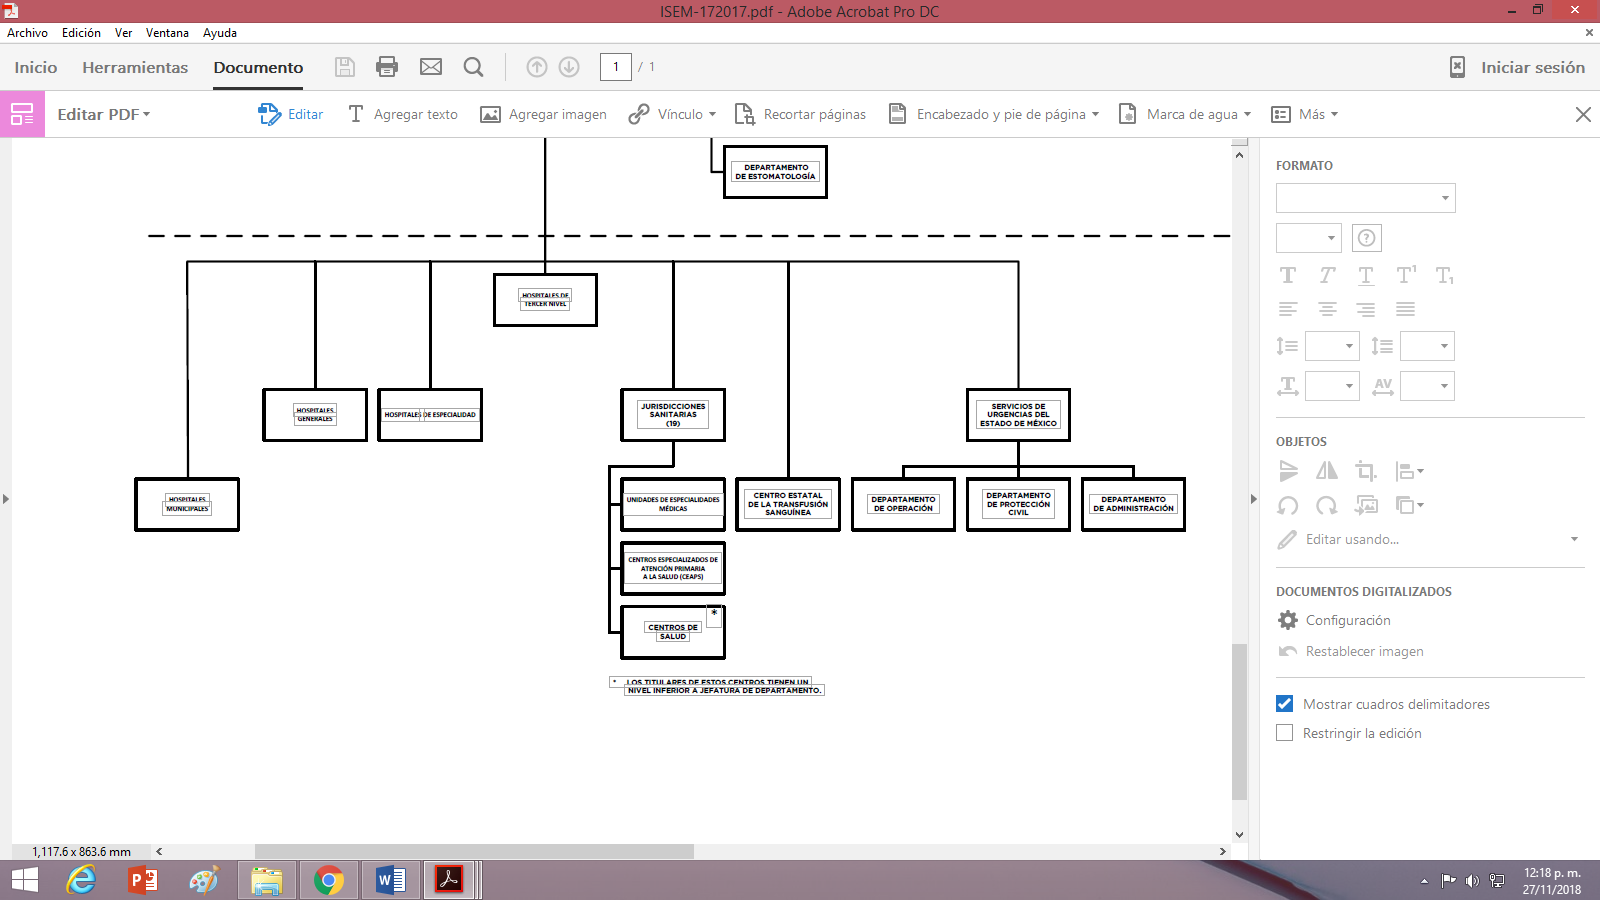 ISEM-172017.pdf - Adobe Acrobat Pro DC
Archivo Edición Ver Ventana Ayuda
Inicio Herramientas Documento 1 / 1 Iniciar sesión
Editar PDF Editar Agregar texto Agregar imagen Vínculo Recortar páginas Encabezado y pie de página Marca de agua Más
DEPARTAMENTO
DE ESTOMATOLOGÍA
HOSPITALES DE
TERCER NIVEL
HOSPITALES
GENERALES
HOSPITALES DE ESPECIALIDAD
JURISDICCIONES
SANITARIAS
(19)
SERVICIOS DE
URGENCIAS DEL
ESTADO DE MÉXICO
HOSPITALES
MUNICIPALES
UNIDADES DE ESPECIALIDADES
MÉDICAS
CENTRO ESTATAL
DE LA TRANSFUSIÓN
SANGUÍNEA
DEPARTAMENTO
DE OPERACIÓN
DEPARTAMENTO
DE PROTECCIÓN
CIVIL
DEPARTAMENTO
DE ADMINISTRACIÓN
CENTROS ESPECIALIZADOS DE
ATENCIÓN PRIMARIA
A LA SALUD (CEAPS)
*
CENTROS DE
SALUD
* LOS TITULARES DE ESTOS CENTROS TIENEN UN
NIVEL INFERIOR A JEFATURA DE DEPARTAMENTO.
FORMATO
OBJETOS
Editar usando...
DOCUMENTOS DIGITALIZADOS
Configuración
Restablecer imagen
Mostrar cuadros delimitadores
Restringir la edición
1,117.6 x 863.6 mm
12:18 p. m.
27/11/2018